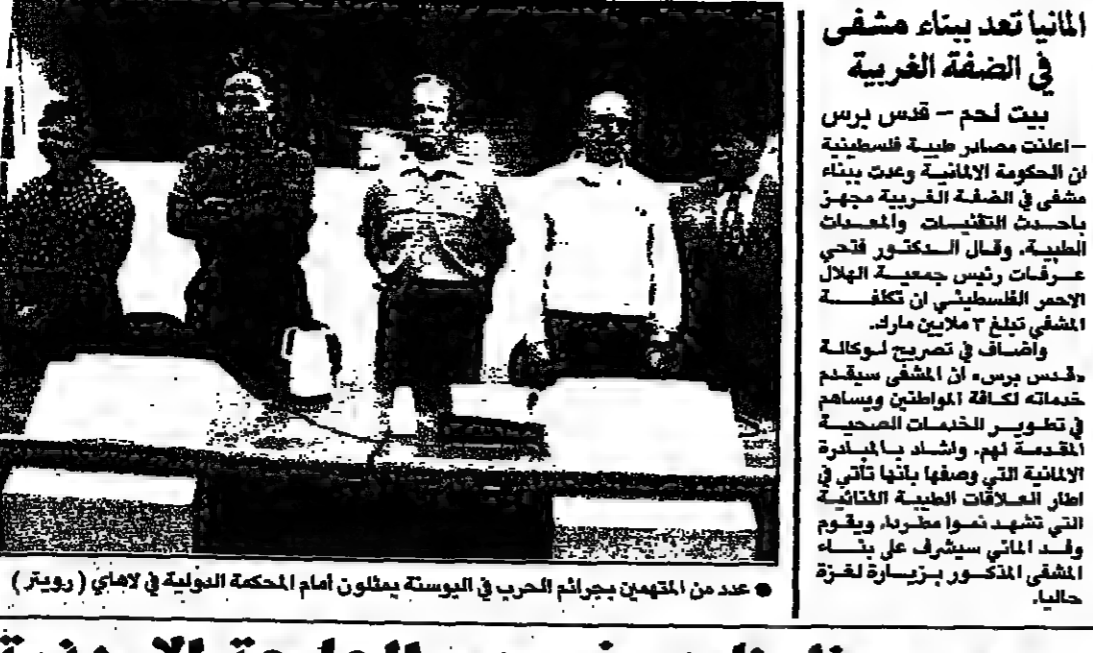 المانيا تعد ببناء مشفى
في الضفة الغربية
بيت لحم – قدس برس
– اعلنت مصادر طبية فلسطينية
ان الحكومة الالمانية وعدت ببناء
مشفى في الضفة الغربية مجهز
باحدث التقنيات والمعدات
الطبية. وقال الدكتور فتحي
عرفات رئيس جمعية الهلال
الاحمر الفلسطيني ان تكلفة
المشفى تبلغ ٣ ملايين مارك.
واضاف في تصريح لوكالة
«قدس برس» ان المشفى سيقدم
خدماته لكافة المواطنين ويساهم
في تطوير الخدمات الصحية
المقدمة لهم. واشاد بالمبادرة
الالمانية التي وصفها بانها تأتي في
اطار العلاقات الطيبة الثنائية
التي تشهد نموا مطردا. ويقوم
وفد الماني سيشرف على بناء
المشفى المذكور بزيارة لغزة
حاليا.
● عدد من المتهمين بجرائم الحرب في البوسنة يمثلون أمام المحكمة الدولية في لاهاي ( رويتر )